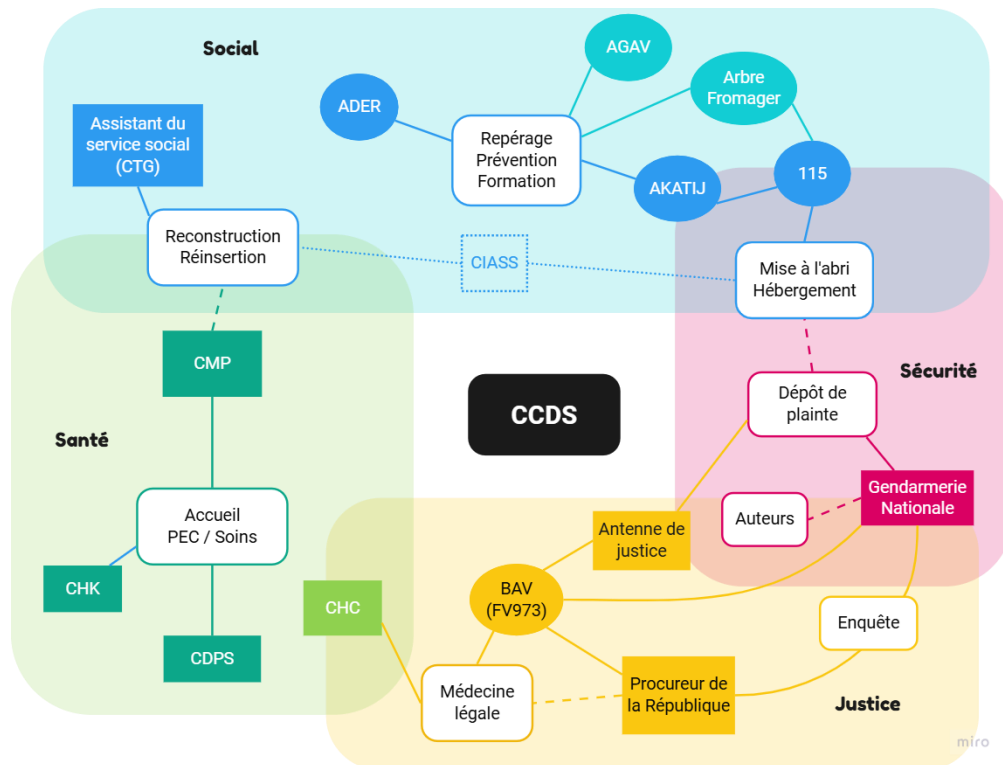 Social
AGAV
Arbre
Fromager
ADER
Assistant du
service social
(CTG)
Repérage
Prévention
Formation
AKATIJ
115
Reconstruction
Réinsertion
CIASS
Mise à l'abri
Hébergement
CMP
Sécurité
CCDS
Dépôt de
plainte
Santé
Gendarmerie
Nationale
Accueil
PEC / Soins
Auteurs
Antenne de
justice
CHK
CHC
BAV
(FV973)
Enquête
CDPS
Médecine
légale
Procureur de
la République
Justice
miro